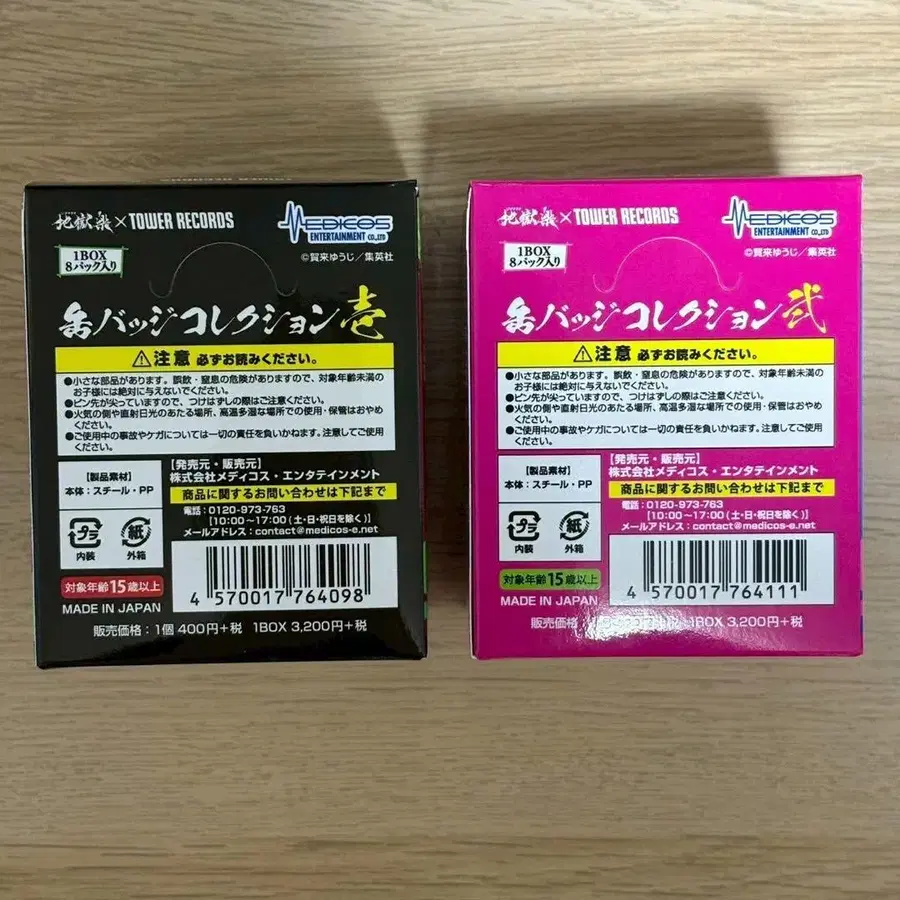 地獄楽×TOWER RECORDS
MEDICOS
ENTERTAINMENT CO.,LTD
1BOX
8パック入り
©賀来ゆうじ/集英社
缶バッジコレクション壱
⚠注意 必ずお読みください。
●小さな部品があります。誤飲・窒息の危険がありますので、対象年齢未満の
お子様には絶対に与えないでください。
●ピン先が尖っていますので、つけはずしの際はご注意ください。
●火気の側や直射日光のあたる場所、高温多湿な場所での使用・保管はおやめ
ください。
●ご使用中の事故やケガについては一切の責任を負いかねます。注意してご使用
ください。
【製品素材】
本体:スチール・PP
【発売元・販売元】
株式会社メディコス・エンタテインメント
商品に関するお問い合わせは下記まで
電話:0120-973-763
[10:00~17:00(土・日・祝日を除く)]
メールアドレス:contact@medicos-e.net
プラ
内装
紙
外箱
対象年齢15歳以上
MADE IN JAPAN
4 570017 764098
販売価格:1個 400円+税 1BOX 3,200円+税
地獄楽×TOWER RECORDS
MEDICOS
ENTERTAINMENT CO.,LTD
1BOX
8パック入り
©賀来ゆうじ/集英社
缶バッジコレクション弐
⚠注意 必ずお読みください。
●小さな部品があります。誤飲・窒息の危険がありますので、対象年齢未満の
お子様には絶対に与えないでください。
●ピン先が尖っていますので、つけはずしの際はご注意ください。
●火気の側や直射日光のあたる場所、高温多湿な場所での使用・保管はおやめ
ください。
●ご使用中の事故やケガについては一切の責任を負いかねます。注意してご使用
ください。
【製品素材】
本体:スチール・PP
【発売元・販売元】
株式会社メディコス・エンタテインメント
商品に関するお問い合わせは下記まで
電話:0120-973-763
[10:00~17:00(土・日・祝日を除く)]
メールアドレス:contact@medicos-e.net
プラ
内装
紙
外箱
対象年齢15歳以上
MADE IN JAPAN
4 570017 764111
販売価格: 円+税 1BOX 3,200円+税